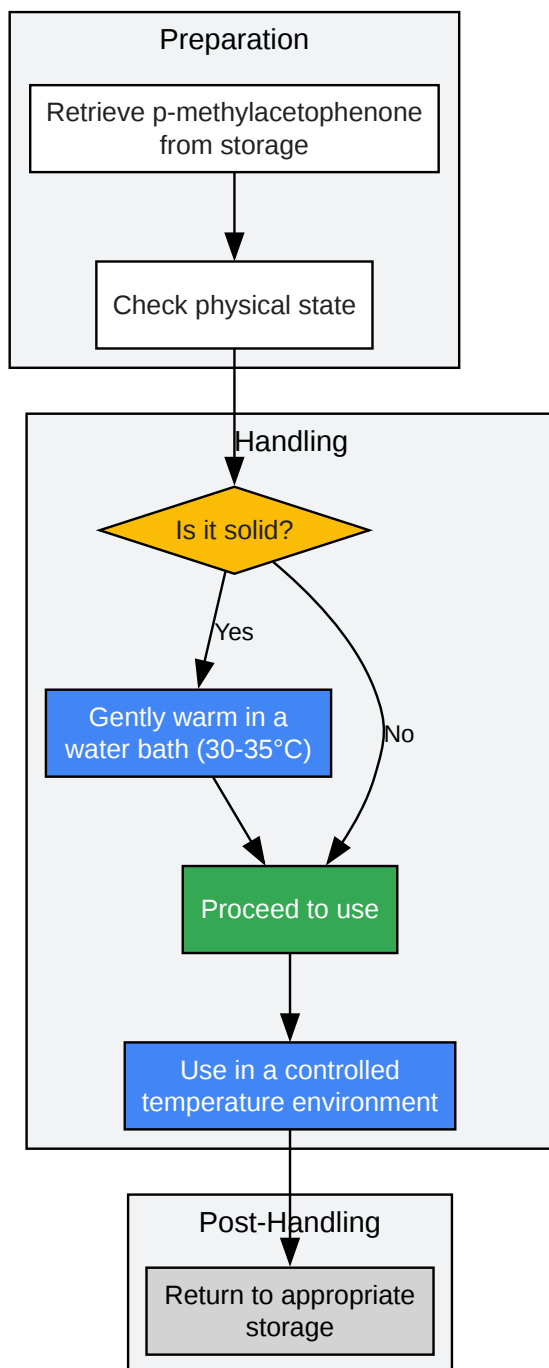 Preparation
Retrieve p-methylacetophenone
from storage
Check physical state
Handling
Is it solid?
Yes
Gently warm in a
water bath (30-35°C)
No
Proceed to use
Use in a controlled
temperature environment
Post-Handling
Return to appropriate
storage